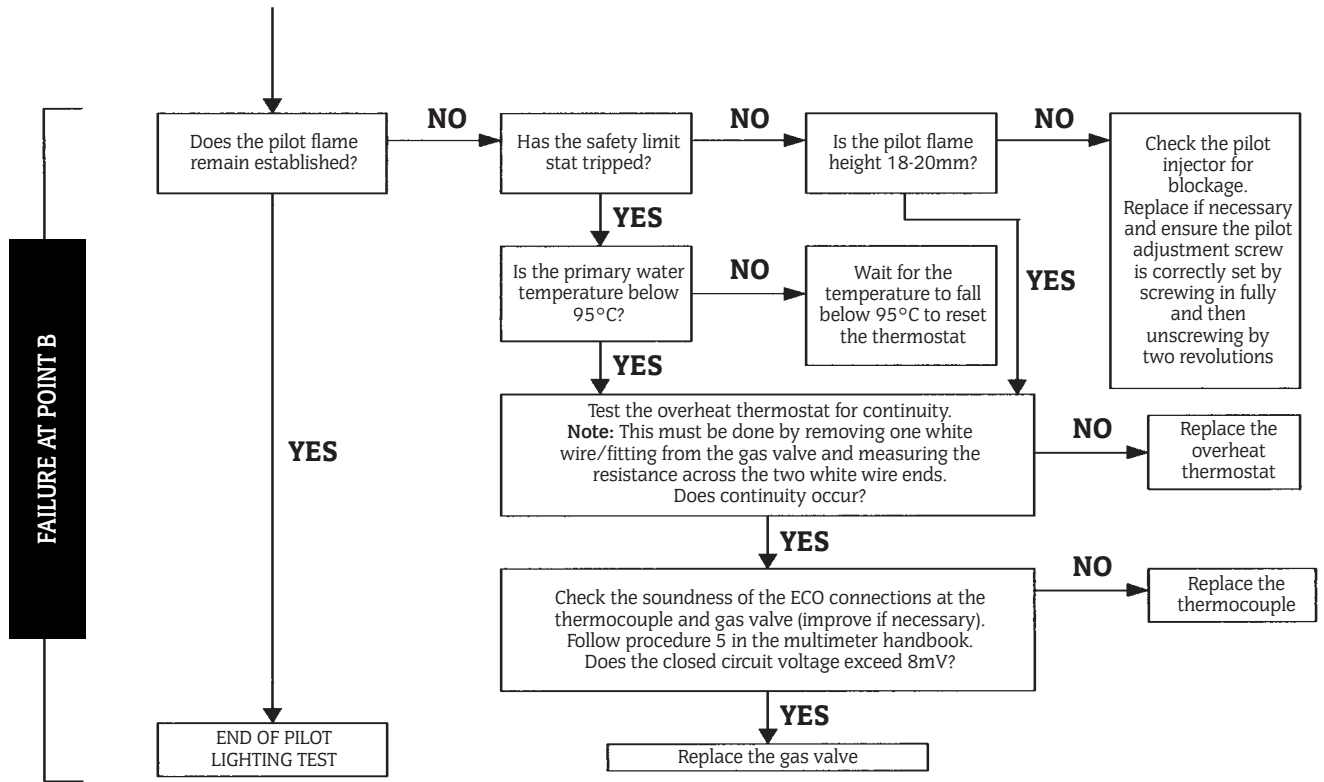 FAILURE AT POINT B
Does the pilot flame
remain established?
NO
Has the safety limit
stat tripped?
NO
Is the pilot flame
height 18-20mm?
NO
Check the pilot
injector for
blockage.
Replace if necessary
and ensure the pilot
adjustment screw
is correctly set by
screwing in fully
and then
unscrewing by
two revolutions
YES
Is the primary water
temperature below
95°C?
NO
Wait for the
temperature to fall
below 95°C to reset
the thermostat
YES
YES
Test the overheat thermostat for continuity.
Note: This must be done by removing one white
wire/fitting from the gas valve and measuring the
resistance across the two white wire ends.
Does continuity occur?
NO
Replace the
overheat
thermostat
YES
YES
Check the soundness of the ECO connections at the
thermocouple and gas valve (improve if necessary).
Follow procedure 5 in the multimeter handbook.
Does the closed circuit voltage exceed 8mV?
NO
Replace the
thermocouple
YES
Replace the gas valve
END OF PILOT
LIGHTING TEST